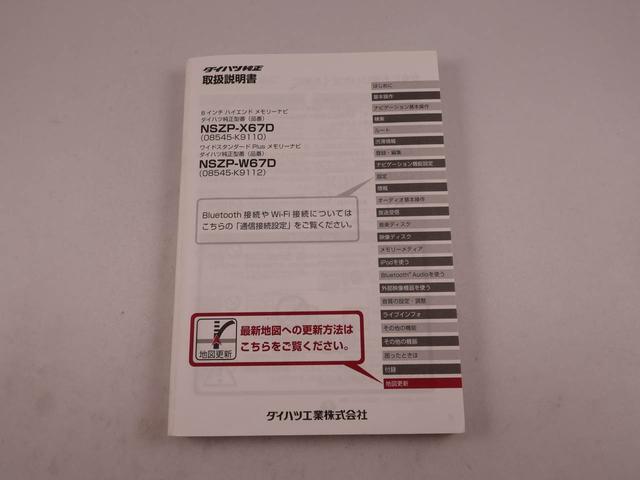 ダイハツ純正
取扱説明書
8インチ ハイエンド メモリーナビ
ダイハツ純正型番（品番）
NSZP-X67D
(08545-K9110)
ワイドスタンダード Plus メモリーナビ
ダイハツ純正型番（品番）
NSZP-W67D
(08545-K9112)
Bluetooth 接続や Wi-Fi 接続については
こちらの「通信接続設定」をご覧ください。
最新地図への更新方法は
こちらをご覧ください。
地図更新
ダイハツ工業株式会社
はじめに
基本操作
ナビゲーション基本操作
検索
ルート
渋滞情報
登録・編集
ナビゲーション機能設定
設定
情報
オーディオ基本操作
放送受信
音楽ディスク
映像ディスク
メモリーメディア
iPodを使う
Bluetooth® Audioを使う
外部映像機器を使う
音質の設定・調整
ライブインフォ
その他の機能
その他の機器
困ったときは
付録
地図更新